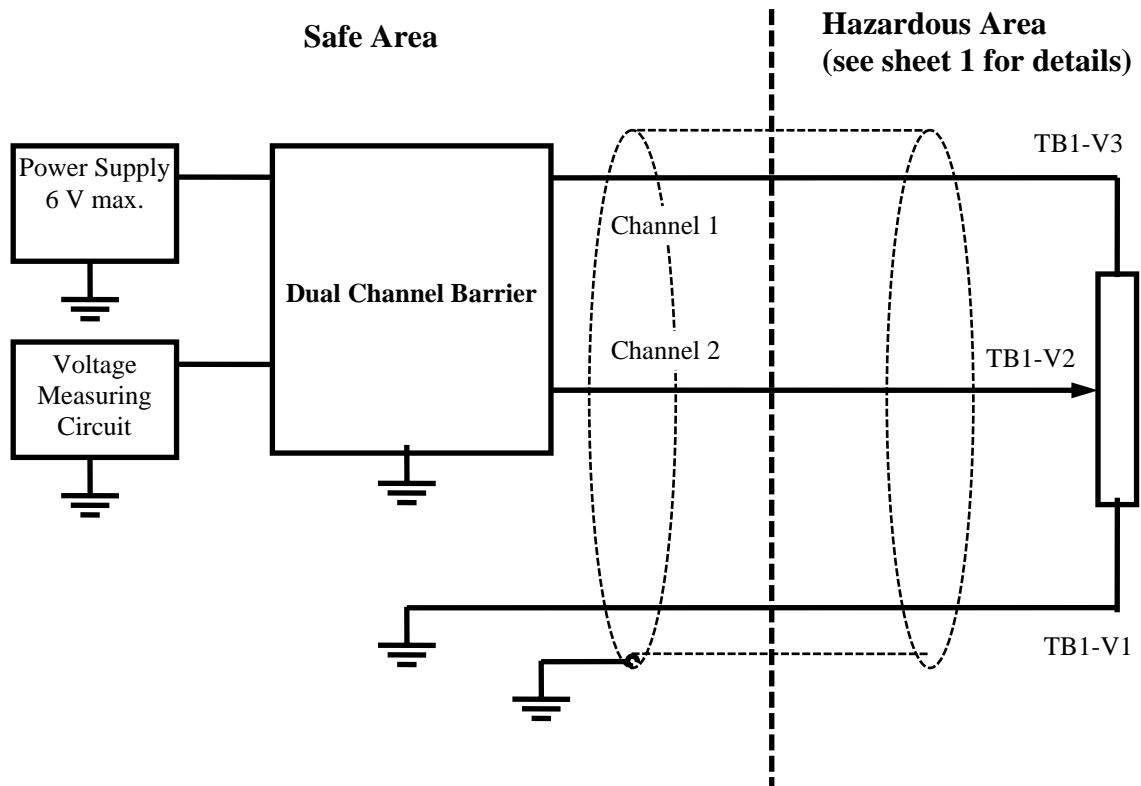 Safe Area
Hazardous Area
(see sheet 1 for details)
TB1-V3
Power Supply
6 V max.
Channel 1
Dual Channel Barrier
Channel 2
TB1-V2
Voltage
Measuring
Circuit
TB1-V1